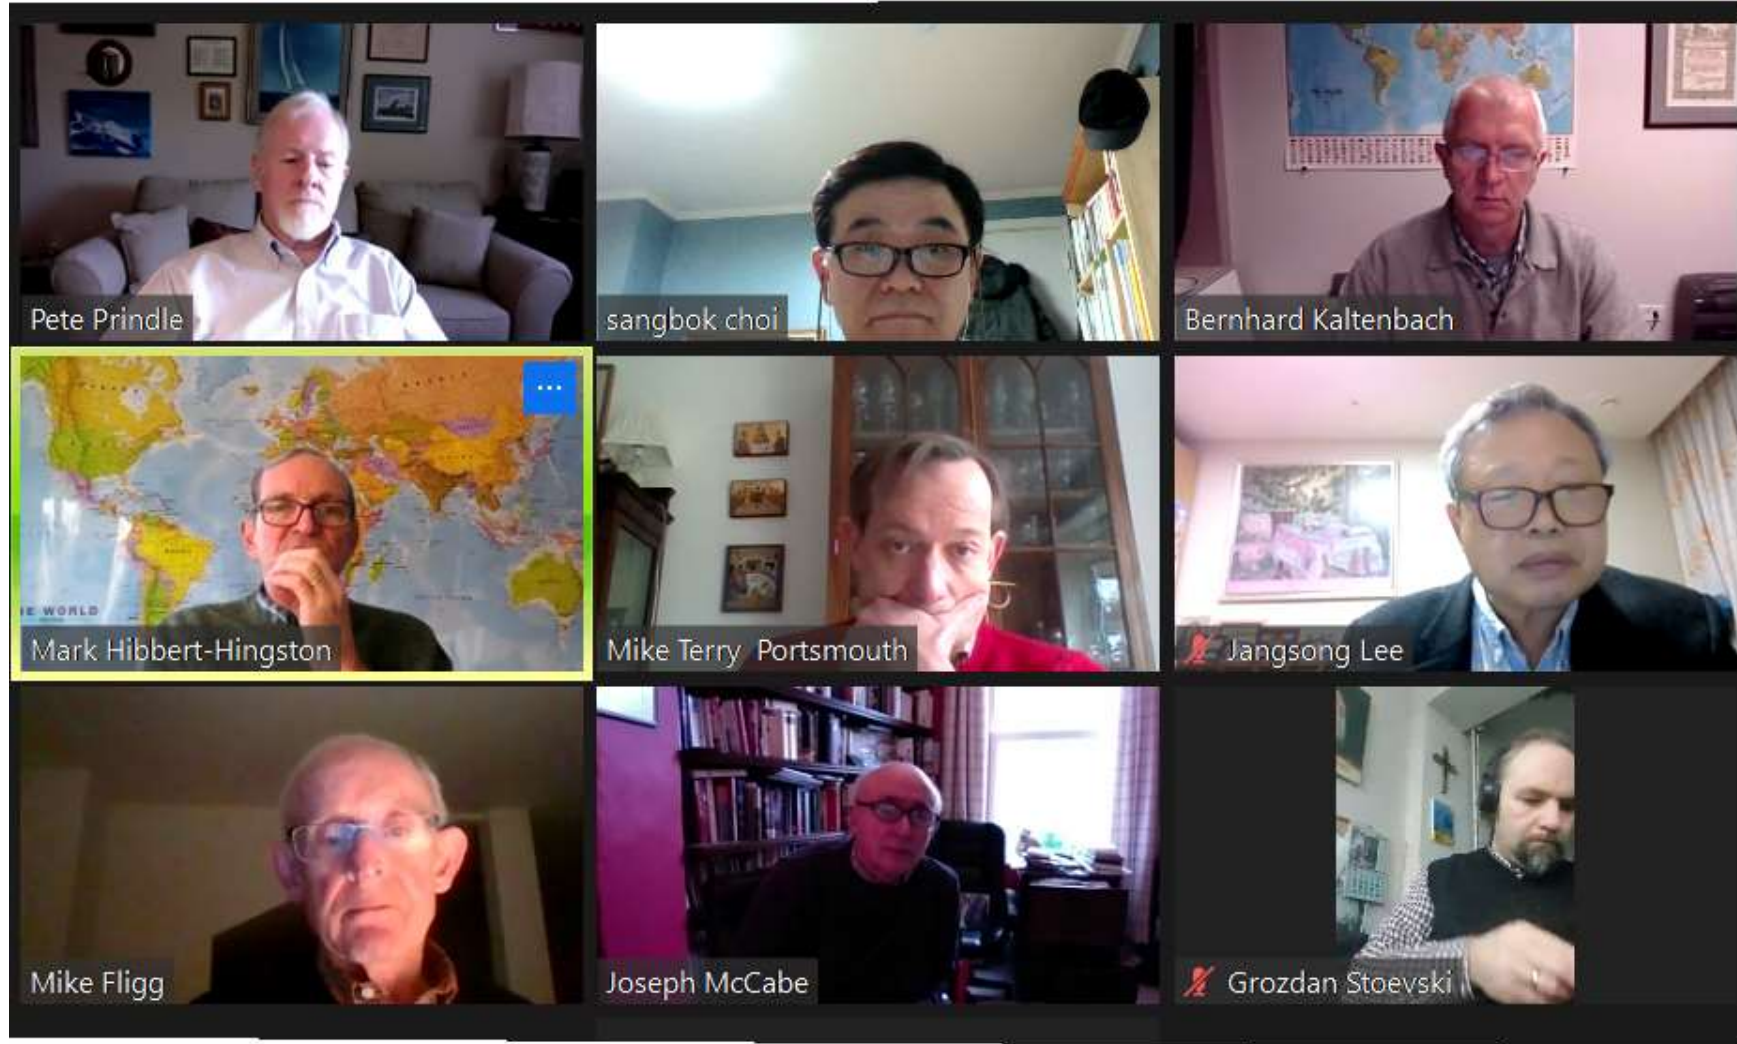 Pete Prindle
sangbok choi
Bernhard Kaltenbach
E WORLD
Mark Hibbert-Hingston
Mike Terry Portsmouth
Jangsong Lee
Mike Fligg
Joseph McCabe
Grozdan Stoevski